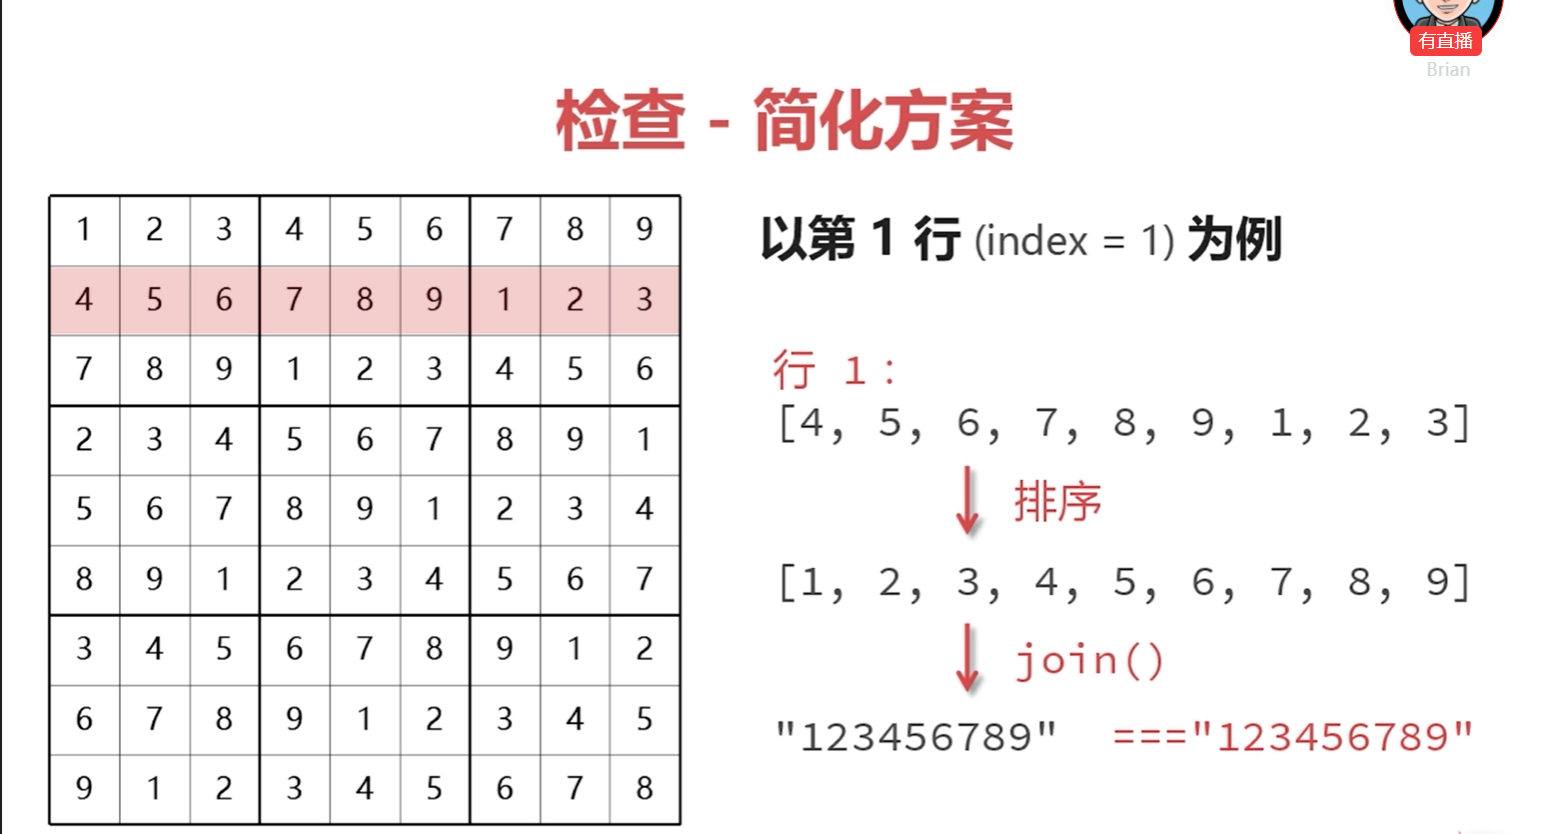 有直播
Brian
检查 - 简化方案
1 2 3 4 5 6 7 8 9
4 5 6 7 8 9 1 2 3
7 8 9 1 2 3 4 5 6
2 3 4 5 6 7 8 9 1
5 6 7 8 9 1 2 3 4
8 9 1 2 3 4 5 6 7
3 4 5 6 7 8 9 1 2
6 7 8 9 1 2 3 4 5
9 1 2 3 4 5 6 7 8
以第 1 行 (index = 1) 为例
行 1：
[4, 5, 6, 7, 8, 9, 1, 2, 3]
排序
[1, 2, 3, 4, 5, 6, 7, 8, 9]
join()
"123456789" ==="123456789"